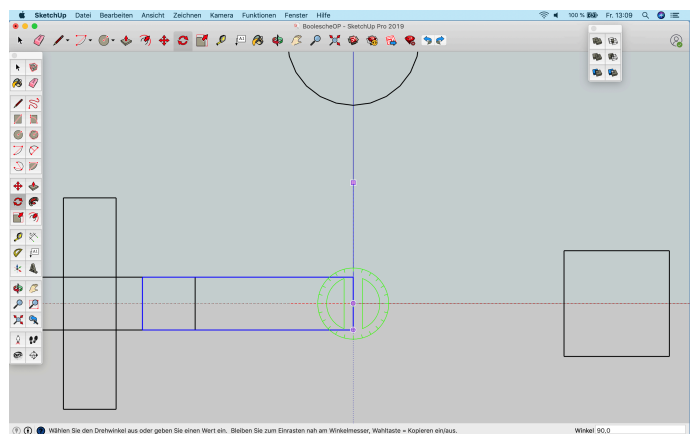 SketchUp Datei Bearbeiten Ansicht Zeichnen Kamera Funktionen Fenster Hilfe 100 % Fr. 13:09
BoolescheOP - SketchUp Pro 2019
A1
A1
Wählen Sie den Drehwinkel aus oder geben Sie einen Wert ein. Bleiben Sie zum Einrasten nah am Winkelmesser, Wahltaste = Kopieren ein/aus. Winkel 90,0